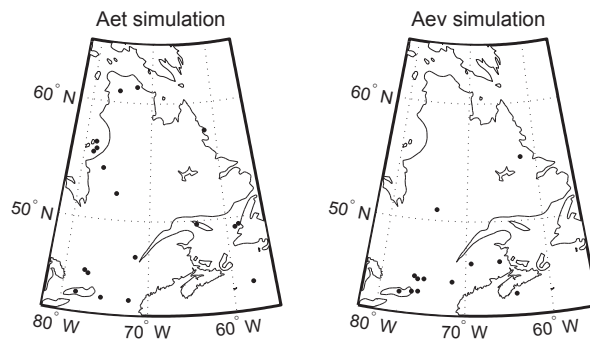 Aet simulation
Aev simulation
60° N
60° N
50° N
50° N
80° W
70° W
60° W
80° W
70° W
60° W